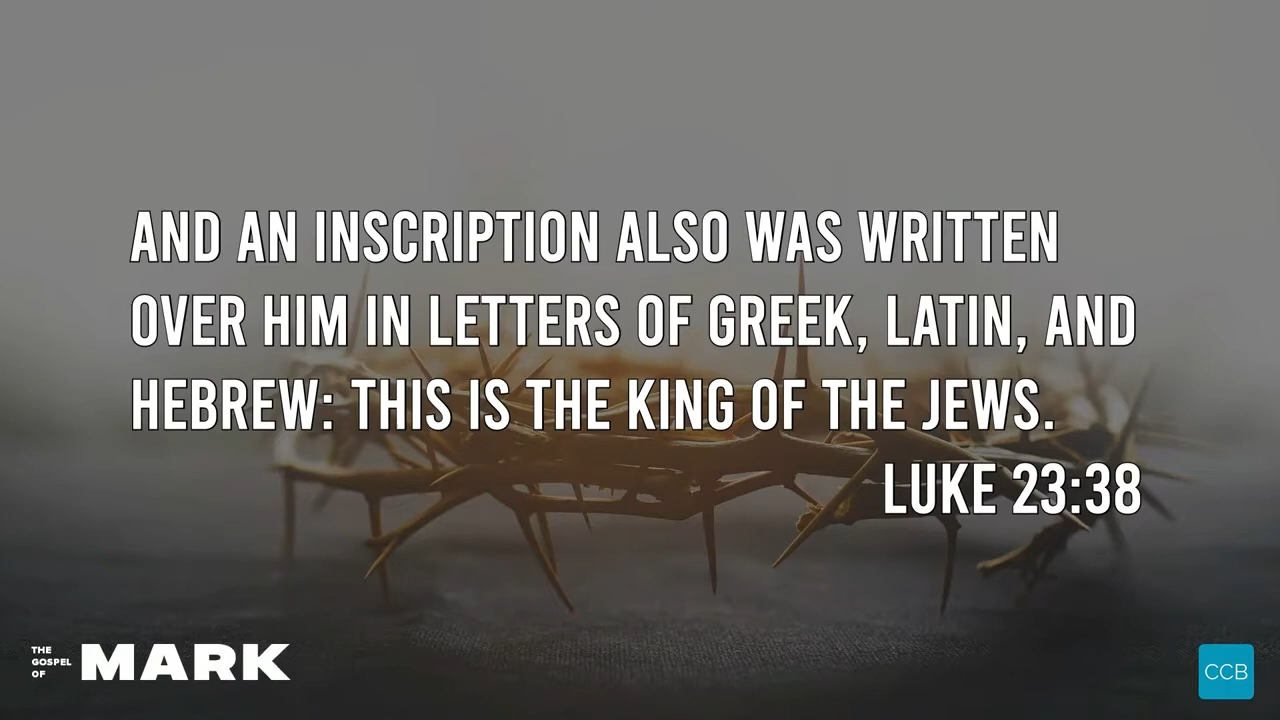 AND AN INSCRIPTION ALSO WAS WRITTEN
OVER HIM IN LETTERS OF GREEK, LATIN, AND
HEBREW: THIS IS THE KING OF THE JEWS.
LUKE 23:38
THE
GOSPEL
OF
MARK
CCB